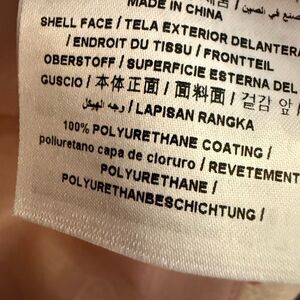 MADE IN CHINA
SHELL FACE / TELA EXTERIOR DELANTERA
/ ENDROIT DU TISSU / FRONTTEIL
OBERSTOFF / SUPERFICIE ESTERNA DEL
GUSCIO / 本体正面 / 面料面 / 겉감 앞
وجه الهيكل / LAPISAN RANGKA
100% POLYURETHANE COATING /
poliuretano capa de cloruro / REVETEMENT
POLYURETHANE /
POLYURETHANBESCHICHTUNG /